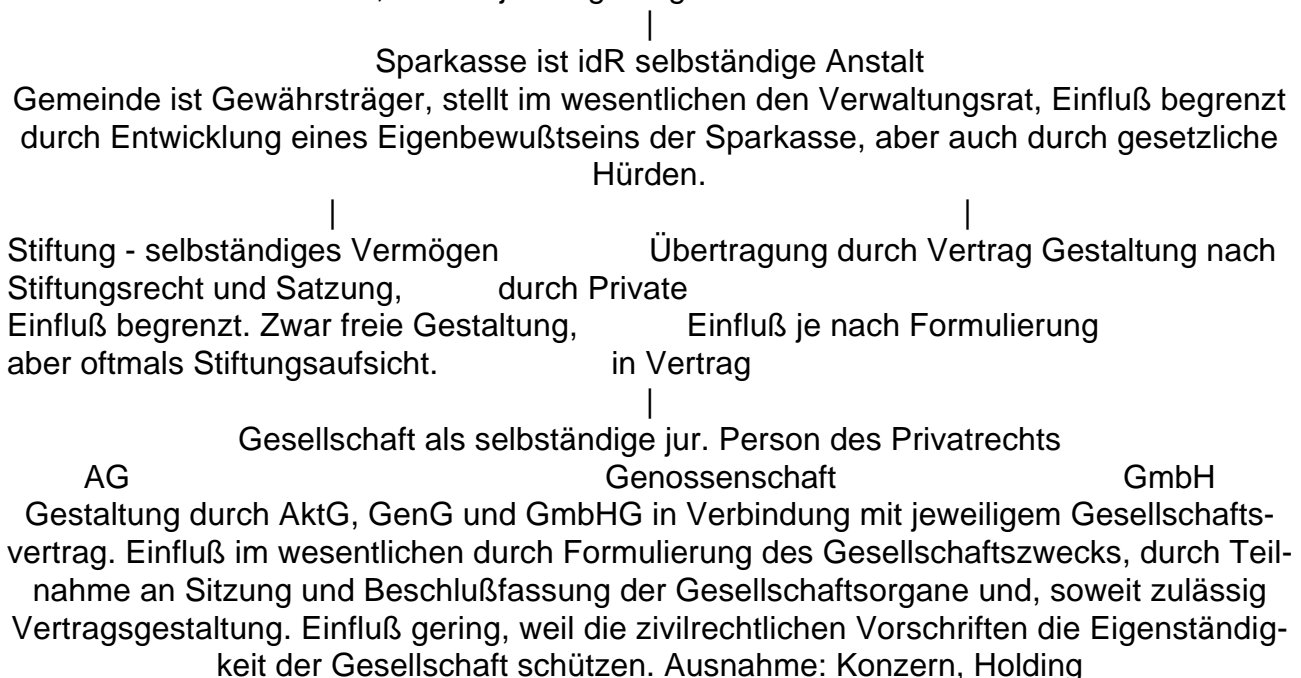 |
Sparkasse ist idR selbständige Anstalt
Gemeinde ist Gewährsträger, stellt im wesentlichen den Verwaltungsrat, Einfluß begrenzt
durch Entwicklung eines Eigenbewußtseins der Sparkasse, aber auch durch gesetzliche
Hürden.
| |
Stiftung - selbständiges Vermögen Übertragung durch Vertrag Gestaltung nach
Stiftungsrecht und Satzung, durch Private
Einfluß begrenzt. Zwar freie Gestaltung, Einfluß je nach Formulierung
aber oftmals Stiftungsaufsicht. in Vertrag
|
Gesellschaft als selbständige jur. Person des Privatrechts
AG Genossenschaft GmbH
Gestaltung durch AktG, GenG und GmbHG in Verbindung mit jeweiligem Gesellschafts-
vertrag. Einfluß im wesentlichen durch Formulierung des Gesellschaftszwecks, durch Teil-
nahme an Sitzung und Beschlußfassung der Gesellschaftsorgane und, soweit zulässig
Vertragsgestaltung. Einfluß gering, weil die zivilrechtlichen Vorschriften die Eigenständig-
keit der Gesellschaft schützen. Ausnahme: Konzern, Holding